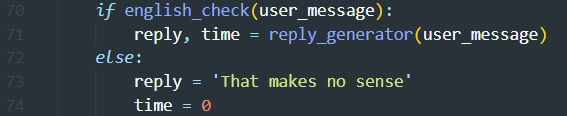 70 if english_check(user_message):
71 reply, time = reply_generator(user_message)
72 else:
73 reply = 'That makes no sense'
74 time = 0